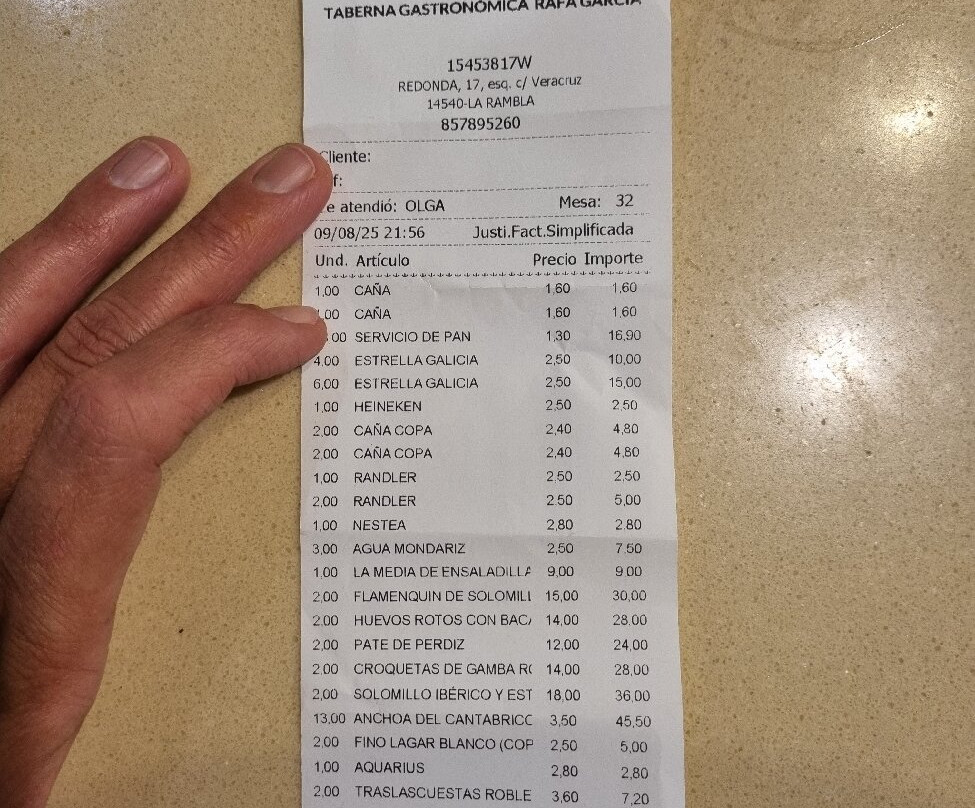 TABERNA GASTRONÓMICA RAFA GARCÍA
15453817W
REDONDA, 17, esq. c/ Veracruz
14540-LA RAMBLA
857895260
Cliente:
f:
e atendió: OLGA Mesa: 32
09/08/25 21:56 Justi.Fact.Simplificada
Und. Artículo Precio Importe
1,00 CAÑA 1,60 1,60
,00 CAÑA 1,60 1,60
,00 SERVICIO DE PAN 1,30 16,90
4,00 ESTRELLA GALICIA 2,50 10,00
6,00 ESTRELLA GALICIA 2,50 15,00
1,00 HEINEKEN 2,50 2,50
2,00 CAÑA COPA 2,40 4,80
2,00 CAÑA COPA 2,40 4,80
1,00 RANDLER 2,50 2,50
2,00 RANDLER 2,50 5,00
1,00 NESTEA 2,80 2,80
3,00 AGUA MONDARIZ 2,50 7,50
1,00 LA MEDIA DE ENSALADILLA 9,00 9,00
2,00 FLAMENQUIN DE SOLOMILL 15,00 30,00
2,00 HUEVOS ROTOS CON BACA 14,00 28,00
2,00 PATE DE PERDIZ 12,00 24,00
2,00 CROQUETAS DE GAMBA RO 14,00 28,00
2,00 SOLOMILLO IBÉRICO Y EST 18,00 36,00
13,00 ANCHOA DEL CANTABRICO 3,50 45,50
2,00 FINO LAGAR BLANCO (COP 2,50 5,00
1,00 AQUARIUS 2,80 2,80
2,00 TRASLASCUESTAS ROBLE 3,60 7,20